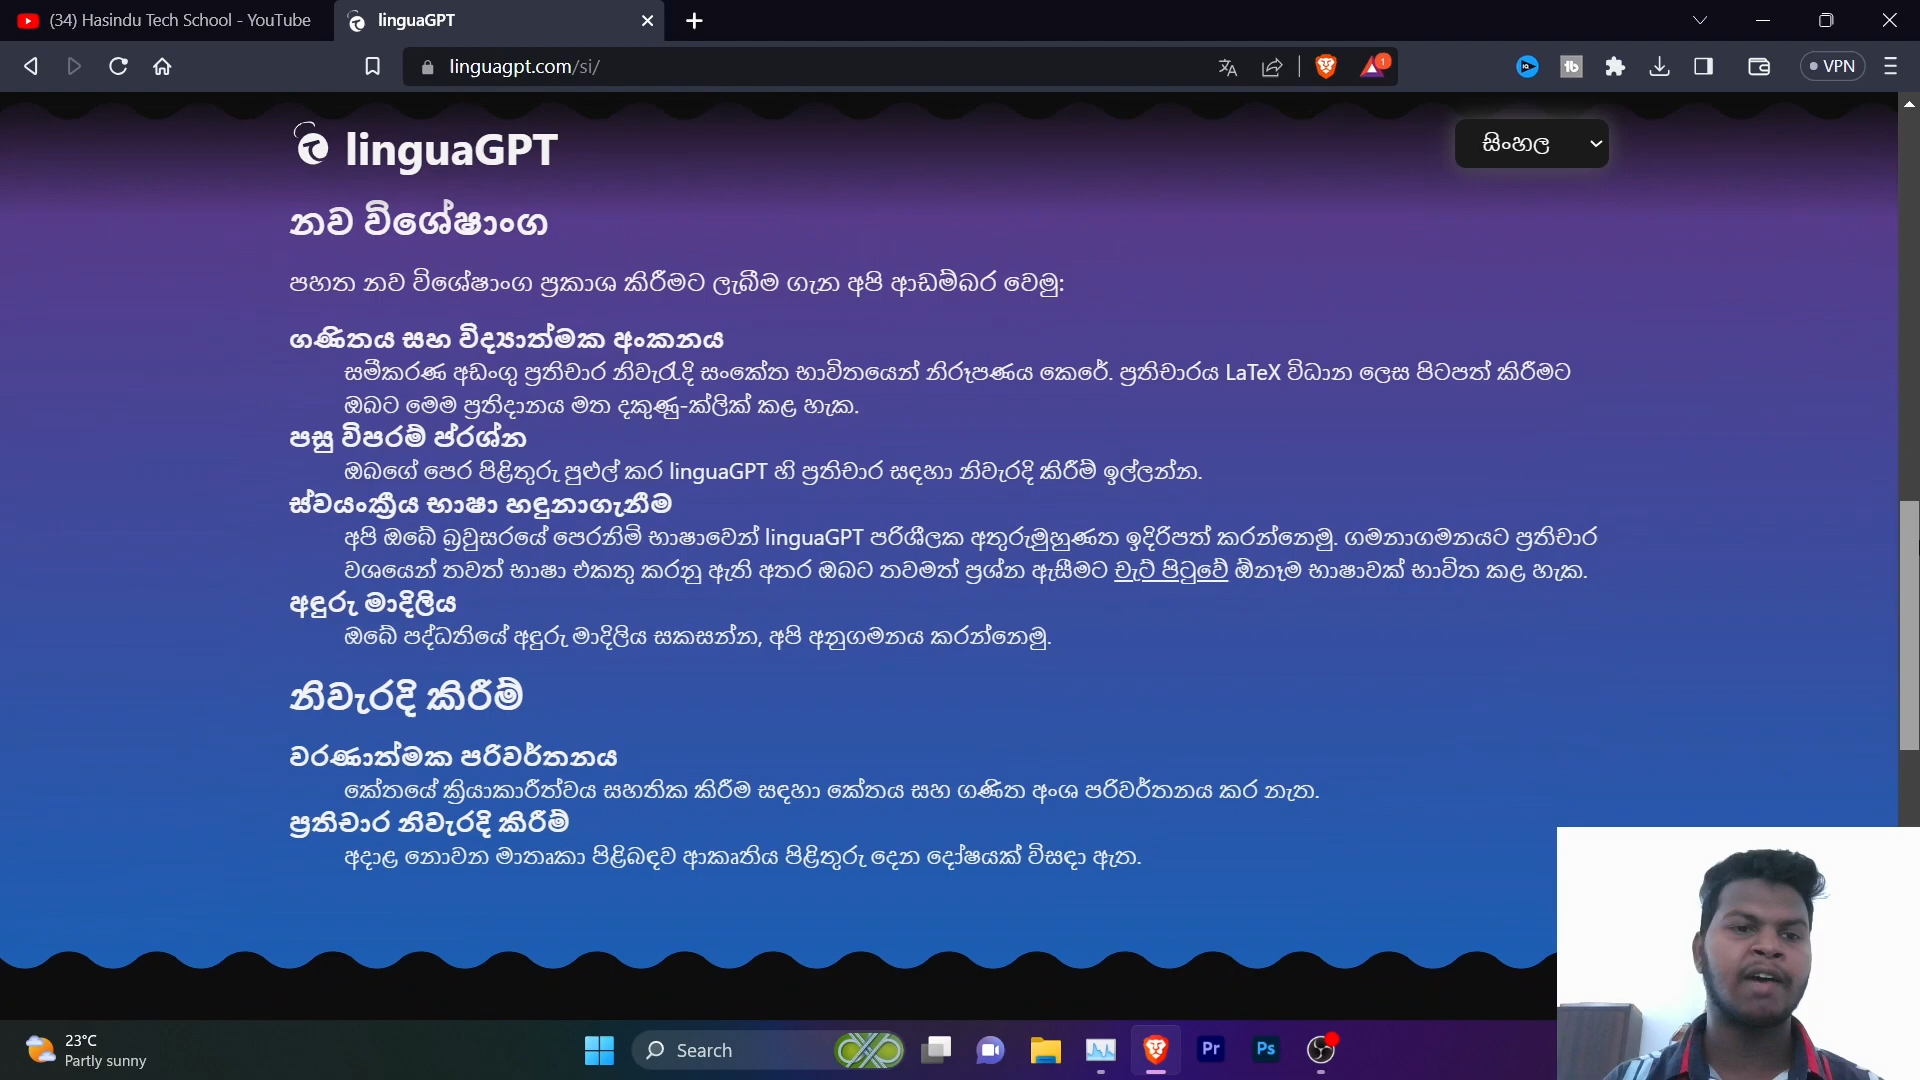 (34) Hasindu Tech School - YouTube
linguaGPT
linguagpt.com/si/
1
VPN
linguaGPT
සිංහල
නව විශේෂාංග
පහත නව විශේෂාංග ප්‍රකාශ කිරීමට ලැබීම ගැන අපි ආඩම්බර වෙමු:
ගණිතය සහ විද්‍යාත්මක අංකනය
සමීකරණ අඩංගු ප්‍රතිචාර නිවැරැදි සංකේත භාවිතයෙන් නිරූපණය කෙරේ. ප්‍රතිචාරය LaTeX විධාන ලෙස පිටපත් කිරීමට
ඔබට මෙම ප්‍රතිදානය මත දකුණු-ක්ලික් කළ හැක.
පසු විපරම් ප්රශ්න
ඔබගේ පෙර පිළිතුරු පුළුල් කර linguaGPT හි ප්‍රතිචාර සඳහා නිවැරදි කිරීම් ඉල්ලන්න.
ස්වයංක්‍රීය භාෂා හඳුනාගැනීම
අපි ඔබේ බ්‍රවුසරයේ පෙරනිමි භාෂාවෙන් linguaGPT පරිශීලක අතුරුමුහුණත ඉදිරිපත් කරන්නෙමු. ගමනාගමනයට ප්‍රතිචාර
වශයෙන් තවත් භාෂා එකතු කරනු ඇති අතර ඔබට තවමත් ප්‍රශ්න ඇසීමට චැට් පිටුවේ ඕනෑම භාෂාවක් භාවිත කළ හැක.
අඳුරු මාදිලිය
ඔබේ පද්ධතියේ අඳුරු මාදිලිය සකසන්න, අපි අනුගමනය කරන්නෙමු.
නිවැරදි කිරීම්
වරණාත්මක පරිවර්තනය
කේතයේ ක්‍රියාකාරීත්වය සහතික කිරීම සඳහා කේතය සහ ගණිත අංශ පරිවර්තනය කර නැත.
ප්‍රතිචාර නිවැරදි කිරීම්
අදාළ නොවන මාතෘකා පිළිබඳව ආකෘතිය පිළිතුරු දෙන දෝෂයක් විසඳා ඇත.
23°C
Partly sunny
Search
Pr
Ps